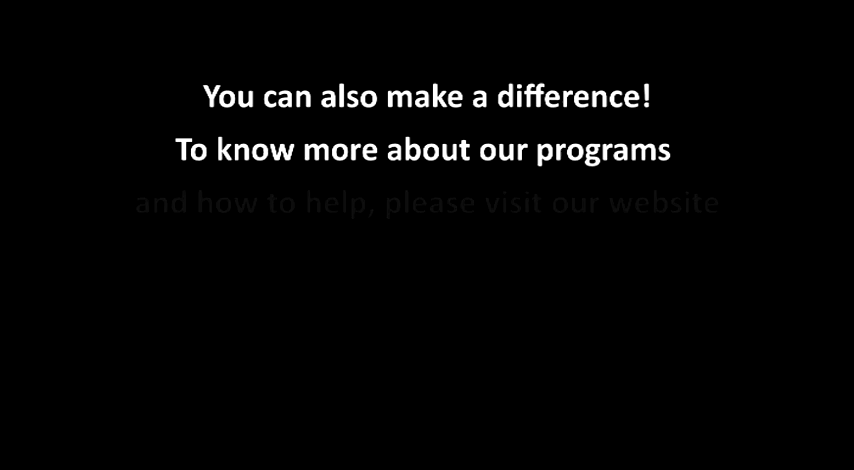 You can also make a difference!
To know more about our programs
and how to help, please visit our website